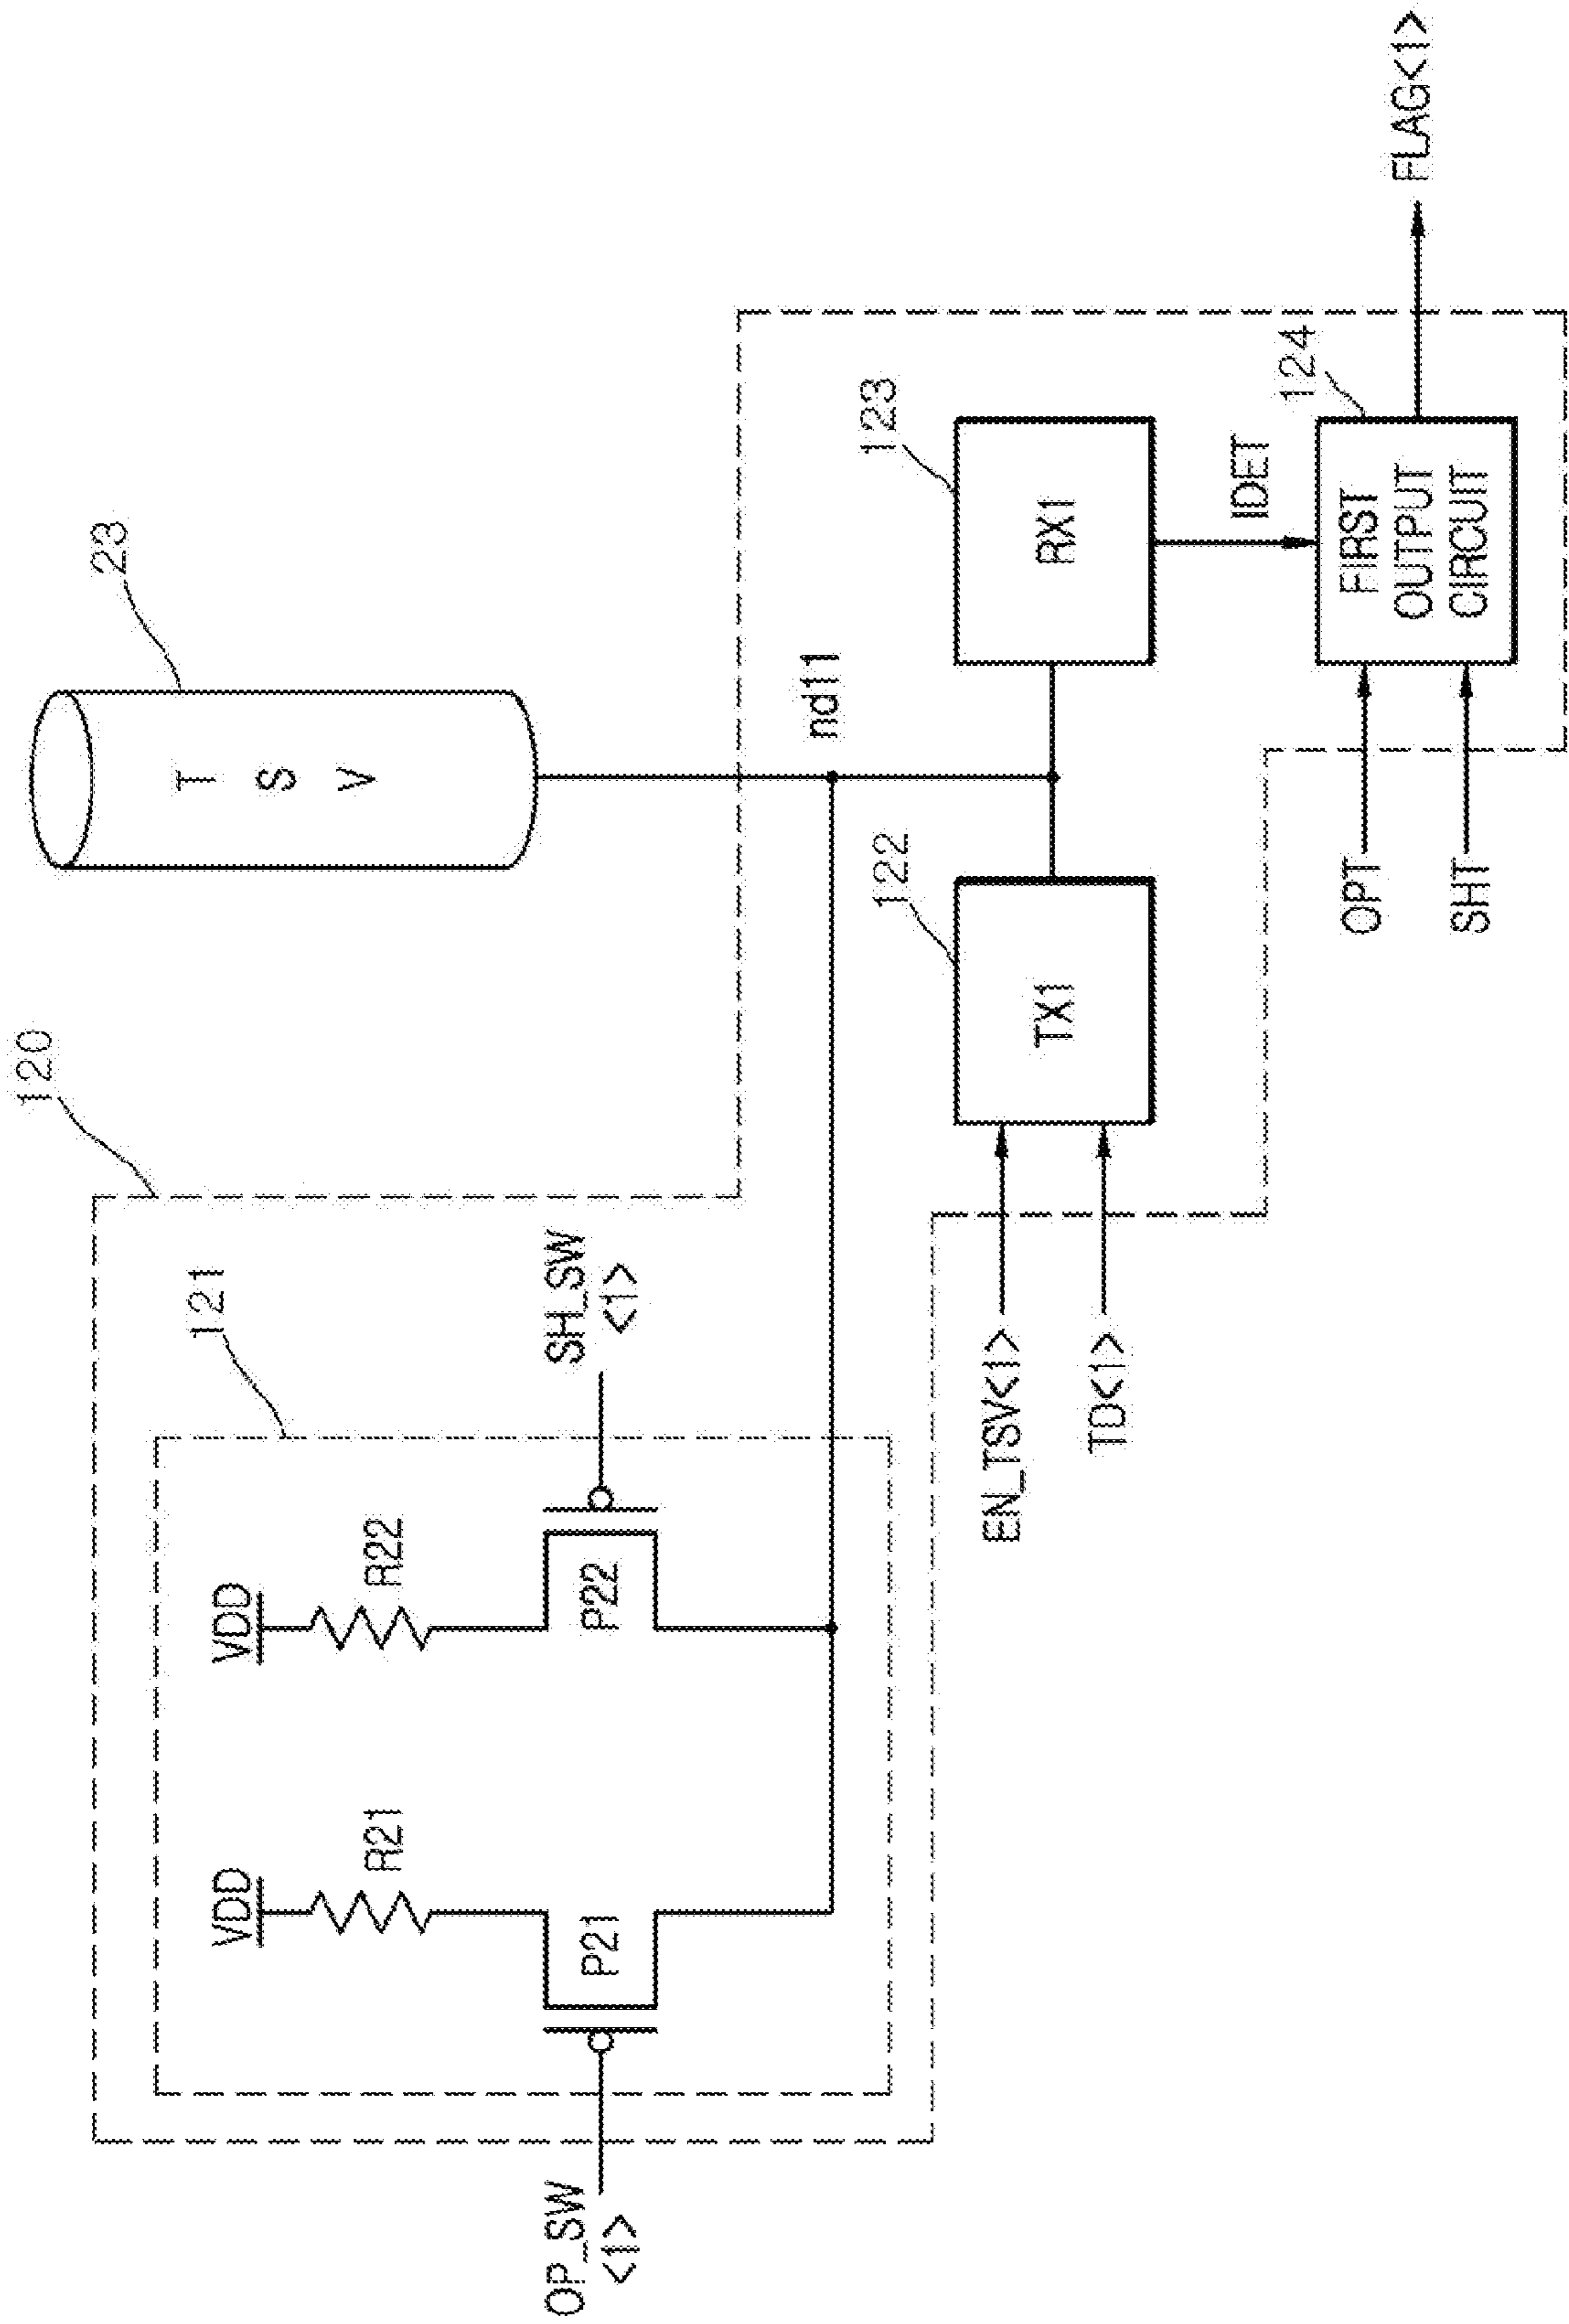 120
23
T
S
V
121
VDD
VDD
R21
R22
P21
P22
OP_SW
<1>
SH_SW
<1>
nd11
122
123
TX1
RX1
EN_TSV<1>
TD<1>
IDET
124
OPT
SHT
FIRST
OUTPUT
CIRCUIT
FLAG<1>